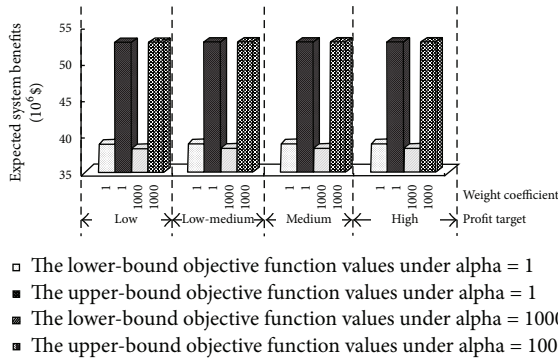 Expected system benefits
(10⁶ $)
55
50
45
40
35
1 1 1000 1000 1 1 1000 1000 1 1 1000 1000 1 1 1000 1000
Weight coefficient
Low Low-medium Medium High Profit target
The lower-bound objective function values under alpha = 1
The upper-bound objective function values under alpha = 1
The lower-bound objective function values under alpha = 1000
The upper-bound objective function values under alpha = 100